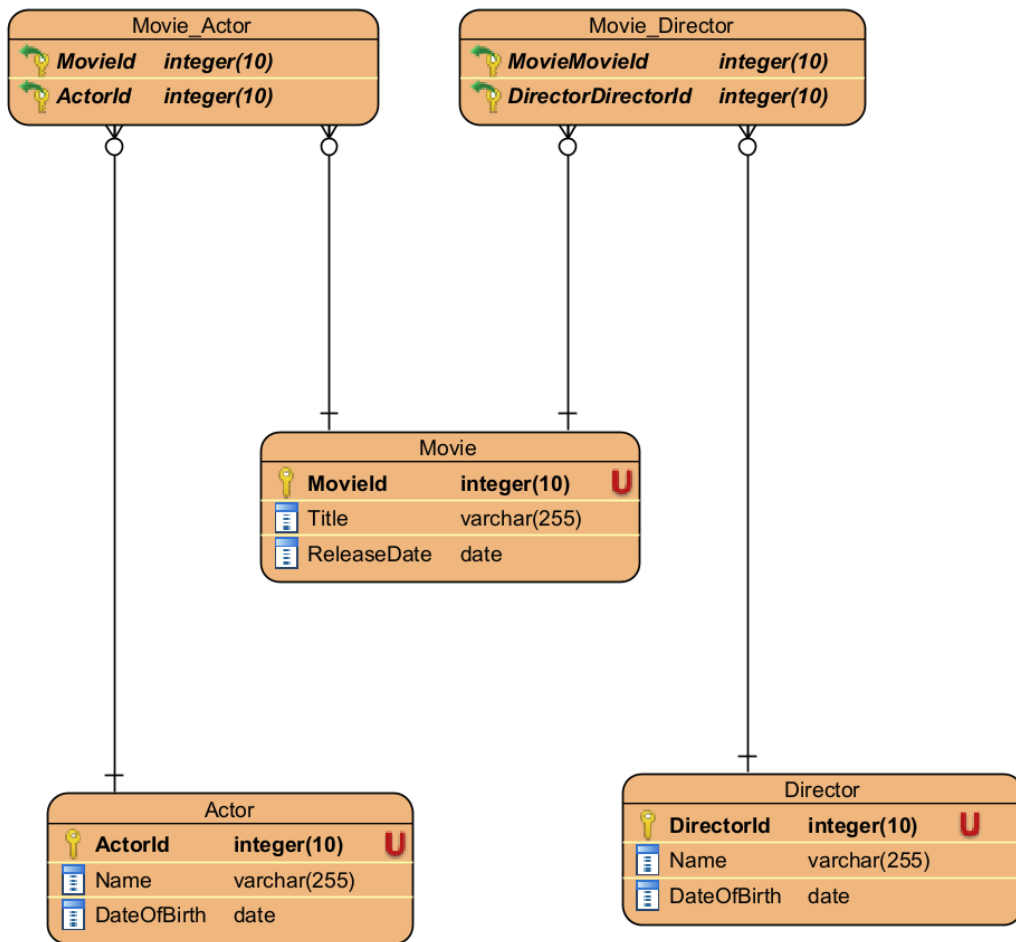 Movie_Actor
MovieId integer(10)
ActorId integer(10)
Movie_Director
MovieMovieId integer(10)
DirectorDirectorId integer(10)
Movie
MovieId integer(10) U
Title varchar(255)
ReleaseDate date
Actor
ActorId integer(10) U
Name varchar(255)
DateOfBirth date
Director
DirectorId integer(10) U
Name varchar(255)
DateOfBirth date